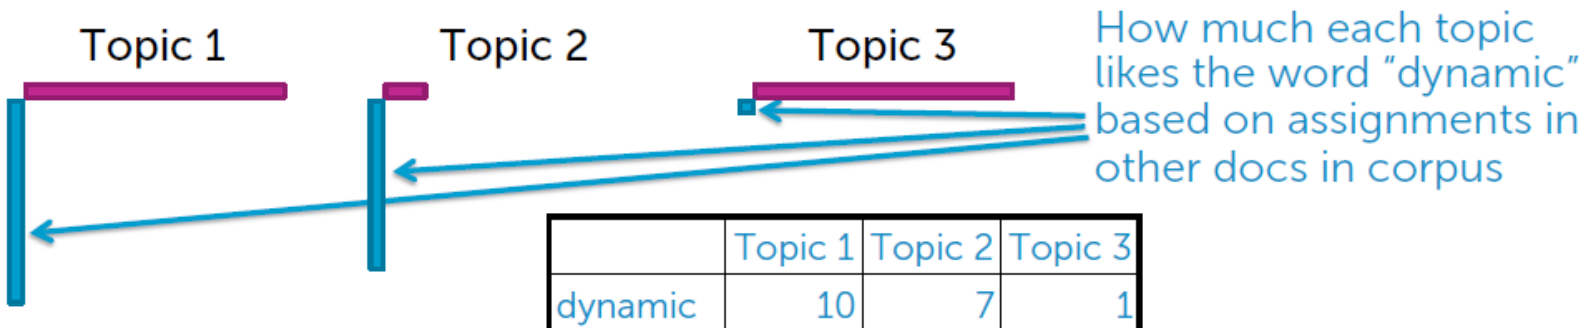 Topic 1
Topic 2
Topic 3
How much each topic
likes the word "dynamic"
based on assignments in
other docs in corpus
Topic 1 Topic 2 Topic 3
dynamic 10 7 1